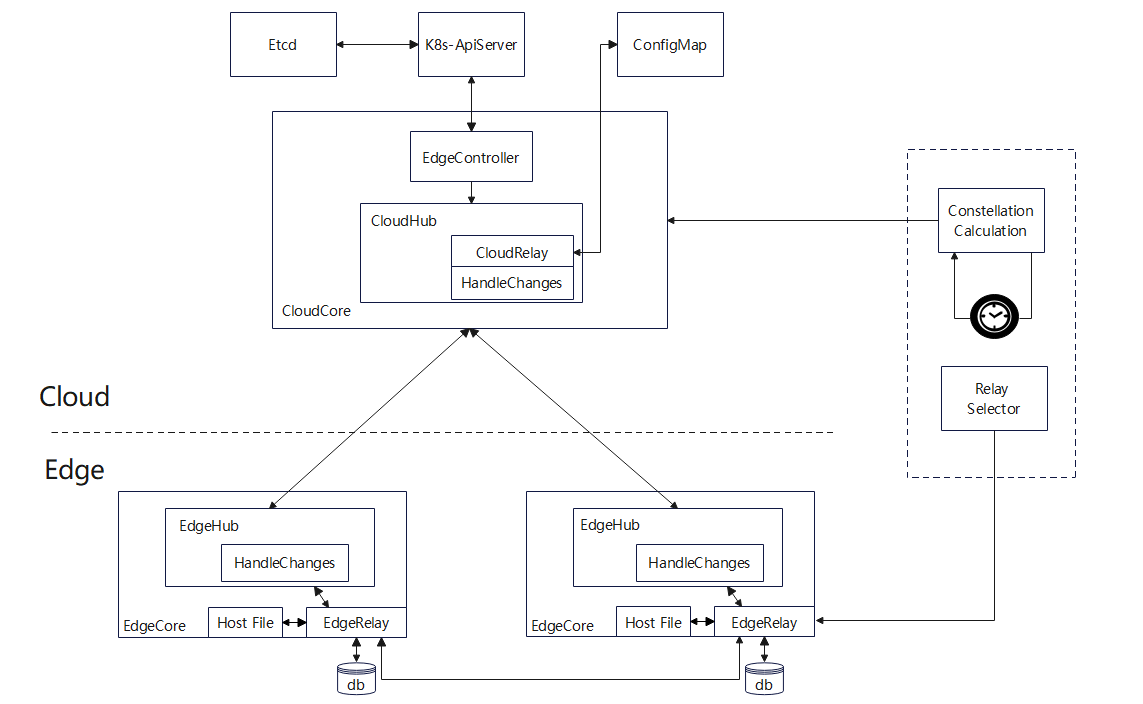 Etcd
K8s-ApiServer
ConfigMap
EdgeController
CloudHub
CloudRelay
HandleChanges
CloudCore
Constellation
Calculation
Relay
Selector
Cloud
Edge
EdgeHub
HandleChanges
EdgeCore
Host File
EdgeRelay
db
EdgeHub
HandleChanges
EdgeCore
Host File
EdgeRelay
db